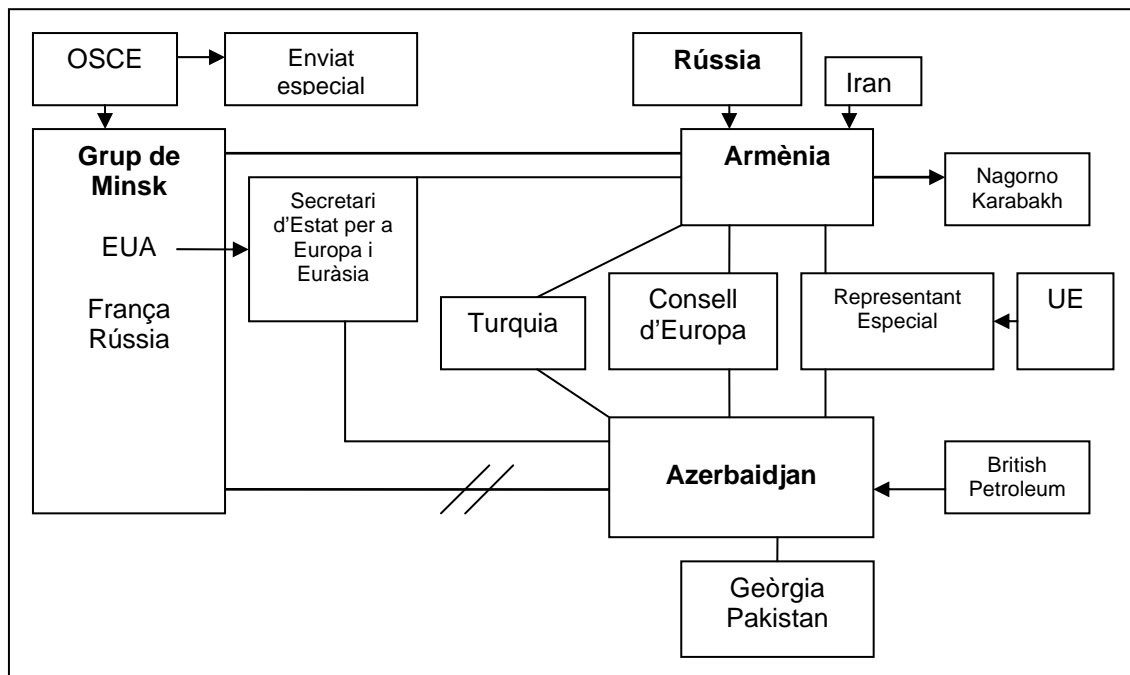 OSCE
Enviat
especial
Rússia
Iran
Grup de
Minsk
EUA
França
Rússia
Secretari
d’Estat per a
Europa i
Euràsia
Armènia
Nagorno
Karabakh
Turquia
Consell
d’Europa
Representant
Especial
UE
Azerbaidjan
British
Petroleum
Geòrgia
Pakistan